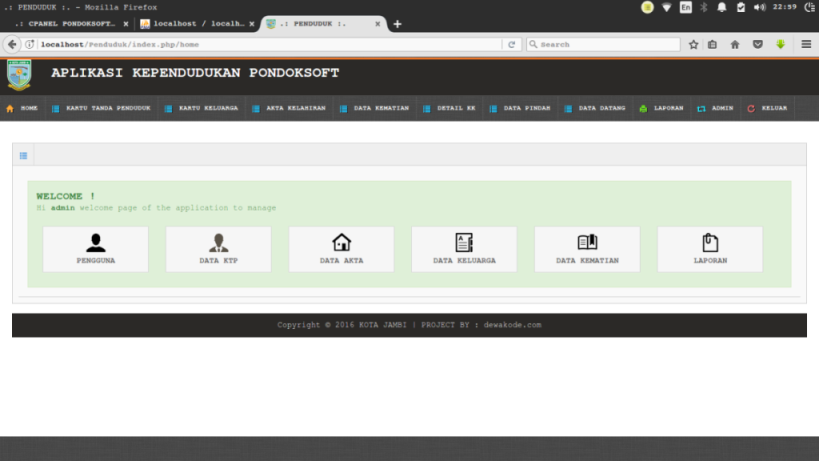 .: PENDUDUK :. - Mozilla Firefox
En 22:59
.: CPANEL PONDOKSOFT… × localhost / localh… × .: PENDUDUK :. × +
localhost/Penduduk/index.php/home Search
APLIKASI KEPENDUDUKAN PONDOKSOFT
HOME KARTU TANDA PENDUDUK KARTU KELUARGA AKTA KELAHIRAN DATA KEMATIAN DETAIL KK DATA PINDAH DATA DATANG LAPORAN ADMIN KELUAR
WELCOME !
Hi admin welcome page of the application to manage
PENGGUNA DATA KTP DATA AKTA DATA KELUARGA DATA KEMATIAN LAPORAN
Copyright © 2016 KOTA JAMBI | PROJECT BY : dewakode.com